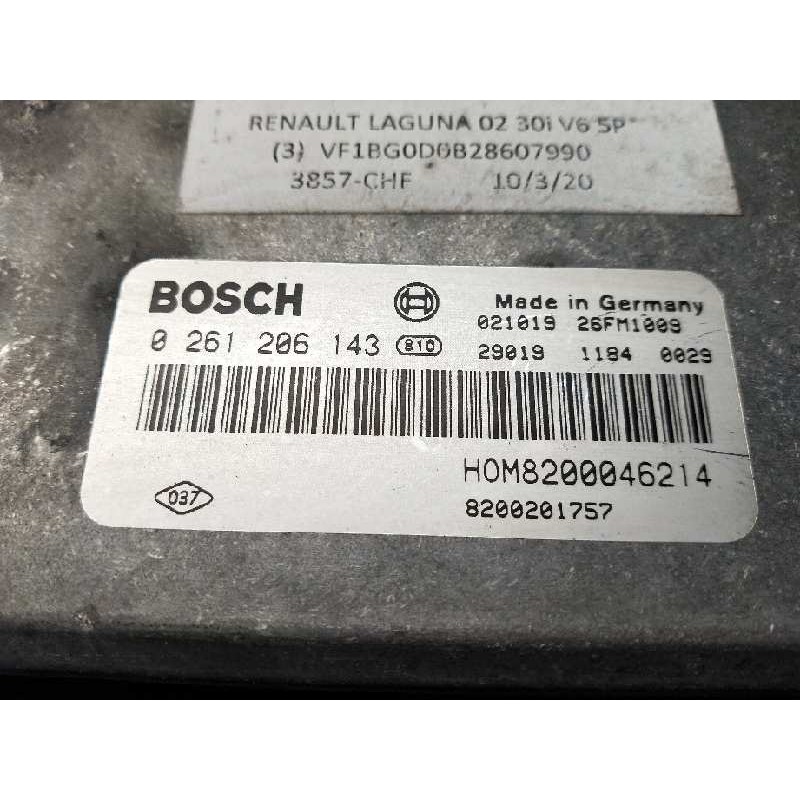 RENAULT LAGUNA 02 30i V6 5P
(3) VF1BG0D0B28607990
3857-CHF 10/3/20
BOSCH
Made in Germany
0 261 206 143 810
021019 26FM1009
29019 1184 0029
HOM8200046214
037
8200201757